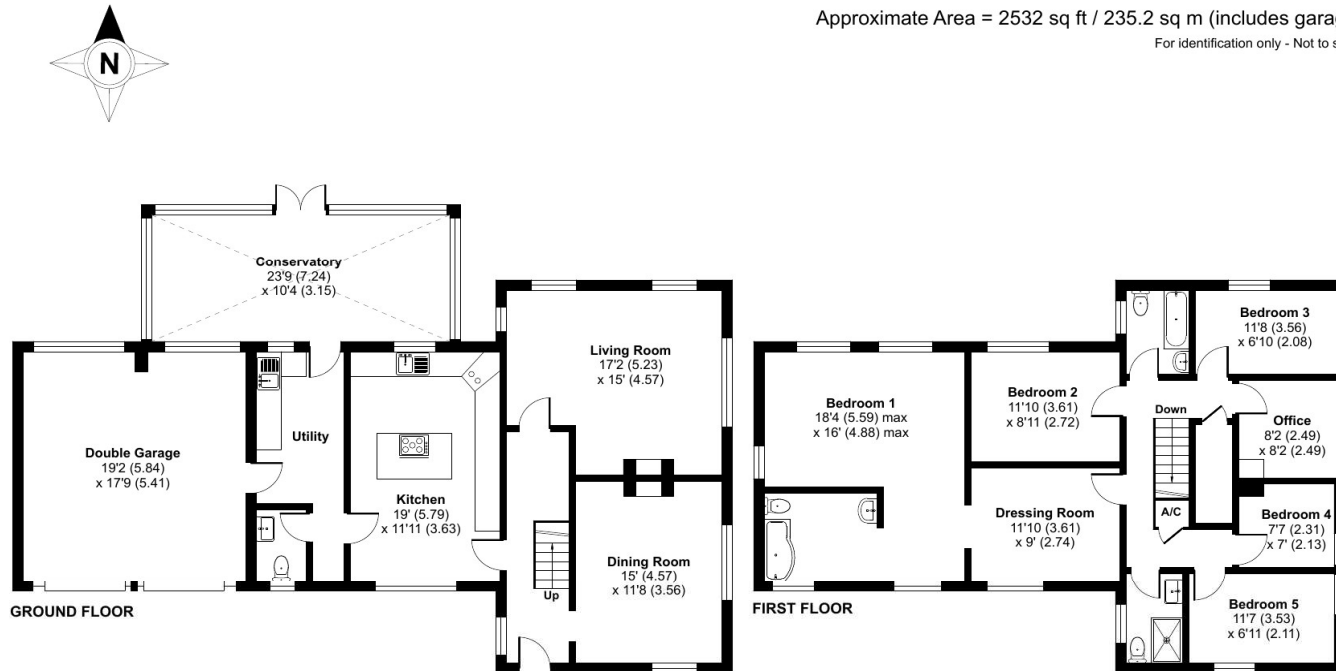 Approximate Area = 2532 sq ft / 235.2 sq m (includes
For identification only - Not to
N
Conservatory
23'9 (7.24)
x 10'4 (3.15)
Living Room
17'2 (5.23)
x 15' (4.57)
Double Garage
19'2 (5.84)
x 17'9 (5.41)
Utility
Kitchen
19' (5.79)
x 11'11 (3.63)
Dining Room
15' (4.57)
x 11'8 (3.56)
Up
GROUND FLOOR
Bedroom 1
18'4 (5.59) max
x 16' (4.88) max
Bedroom 2
11'10 (3.61)
x 8'11 (2.72)
Bedroom 3
11'8 (3.56)
x 6'10 (2.08)
Down
Office
8'2 (2.49)
x 8'2 (2.49)
Dressing Room
11'10 (3.61)
x 9' (2.74)
A/C
Bedroom 4
7'7 (2.31)
x 7' (2.13)
Bedroom 5
11'7 (3.53)
x 6'11 (2.11)
FIRST FLOOR